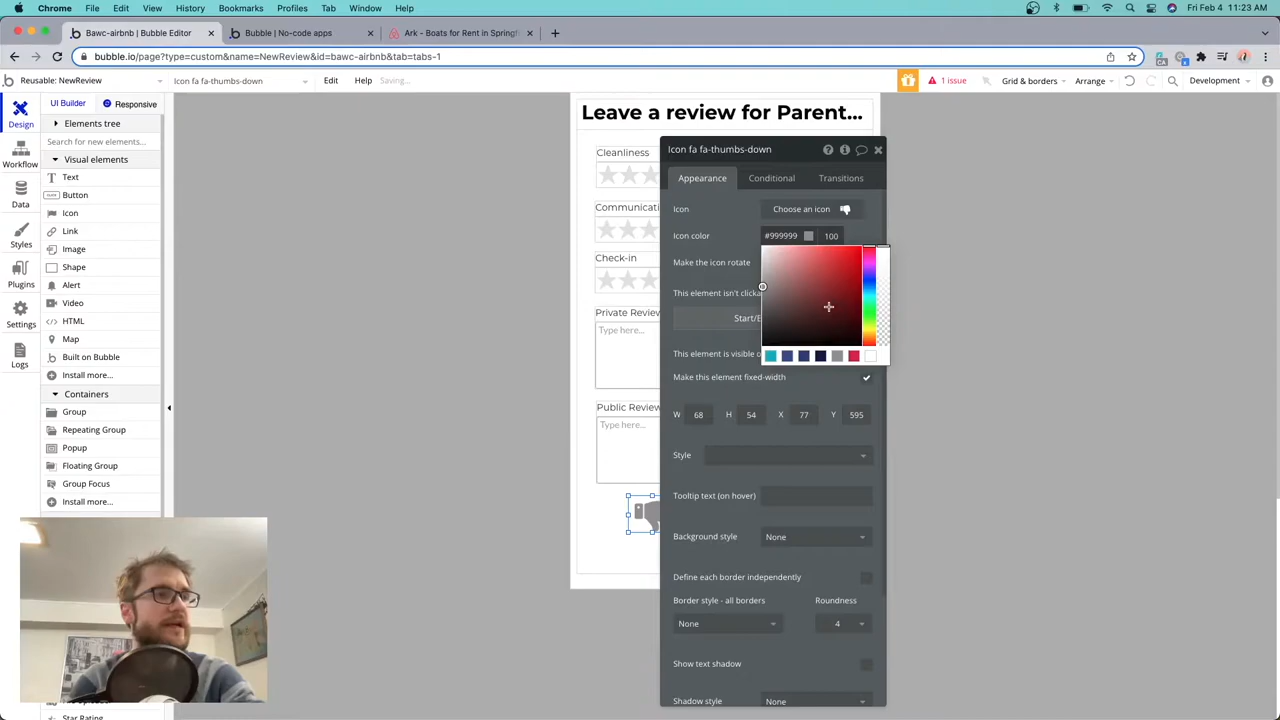 Chrome File Edit View History Bookmarks Profiles Tab Window Help Fri Feb 4 11:23 AM
Bawc-airbnb | Bubble Editor Bubble | No-code apps Ark - Boats for Rent in Springf
bubble.io/page?type=custom&name=NewReview&id=bawc-airbnb&tab=tabs-1
Reusable: NewReview Icon fa fa-thumbs-down Edit Help Saving... 1 issue Grid & borders Arrange Development
Design
Workflow
Data
Styles
Plugins
Settings
Logs
UI Builder Responsive
Elements tree
Search for new elements...
Visual elements
Text
Button
Icon
Link
Image
Shape
Alert
Video
HTML
Map
Built on Bubble
Install more...
Containers
Group
Repeating Group
Popup
Floating Group
Group Focus
Install more...
Star Rating
Leave a review for Parent...
Cleanliness
Communicati
Check-in
Private Review
Type here...
Public Review
Type here...
Icon fa fa-thumbs-down
Appearance Conditional Transitions
Icon Choose an icon
Icon color #999999 100
Make the icon rotate
This element isn't clicka
Start/E
This element is visible o
Make this element fixed-width
W 68 H 54 X 77 Y 595
Style
Tooltip text (on hover)
Background style None
Define each border independently
Border style - all borders Roundness
None 4
Show text shadow
Shadow style None